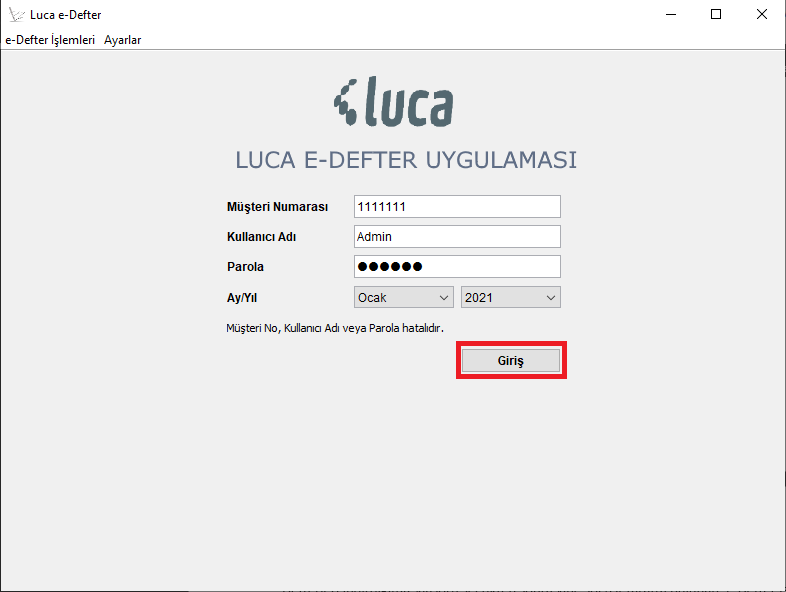 Luca e-Defter
e-Defter İşlemleri Ayarlar
luca
LUCA E-DEFTER UYGULAMASI
Müşteri Numarası 1111111
Kullanıcı Adı Admin
Parola ●●●●●●
Ay/Yıl Ocak 2021
Müşteri No, Kullanıcı Adı veya Parola hatalıdır.
Giriş